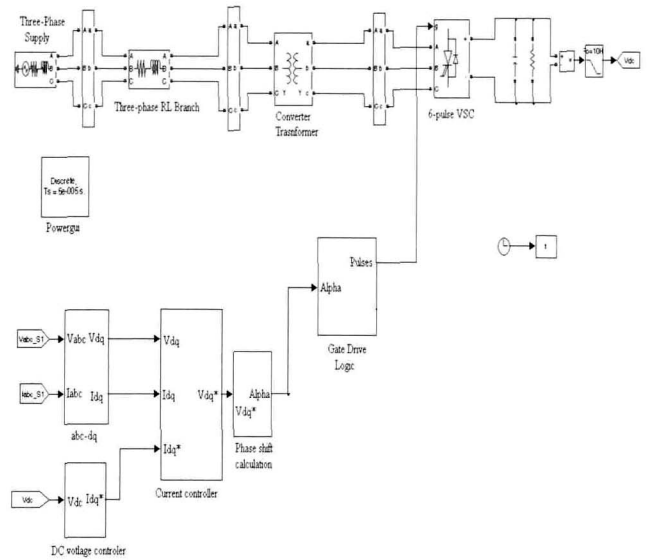 Three-Phase
Supply
Three-phase RL Branch
Converter
Transformer
6-pulse VSC
Vdc
Discrete,
Ts = 5e-005 s.
Powergui
t
Pulses
Alpha
Gate Drive
Logic
Vabc_S1
Vabc Vdq
Iabc_S1
Iabc Idq
abc-dq
Vdq
Idq Vdq*
Idq*
Current controller
Alpha
Vdq*
Phase shift
calculation
Vdc
Vdc Idq*
DC votlage controler